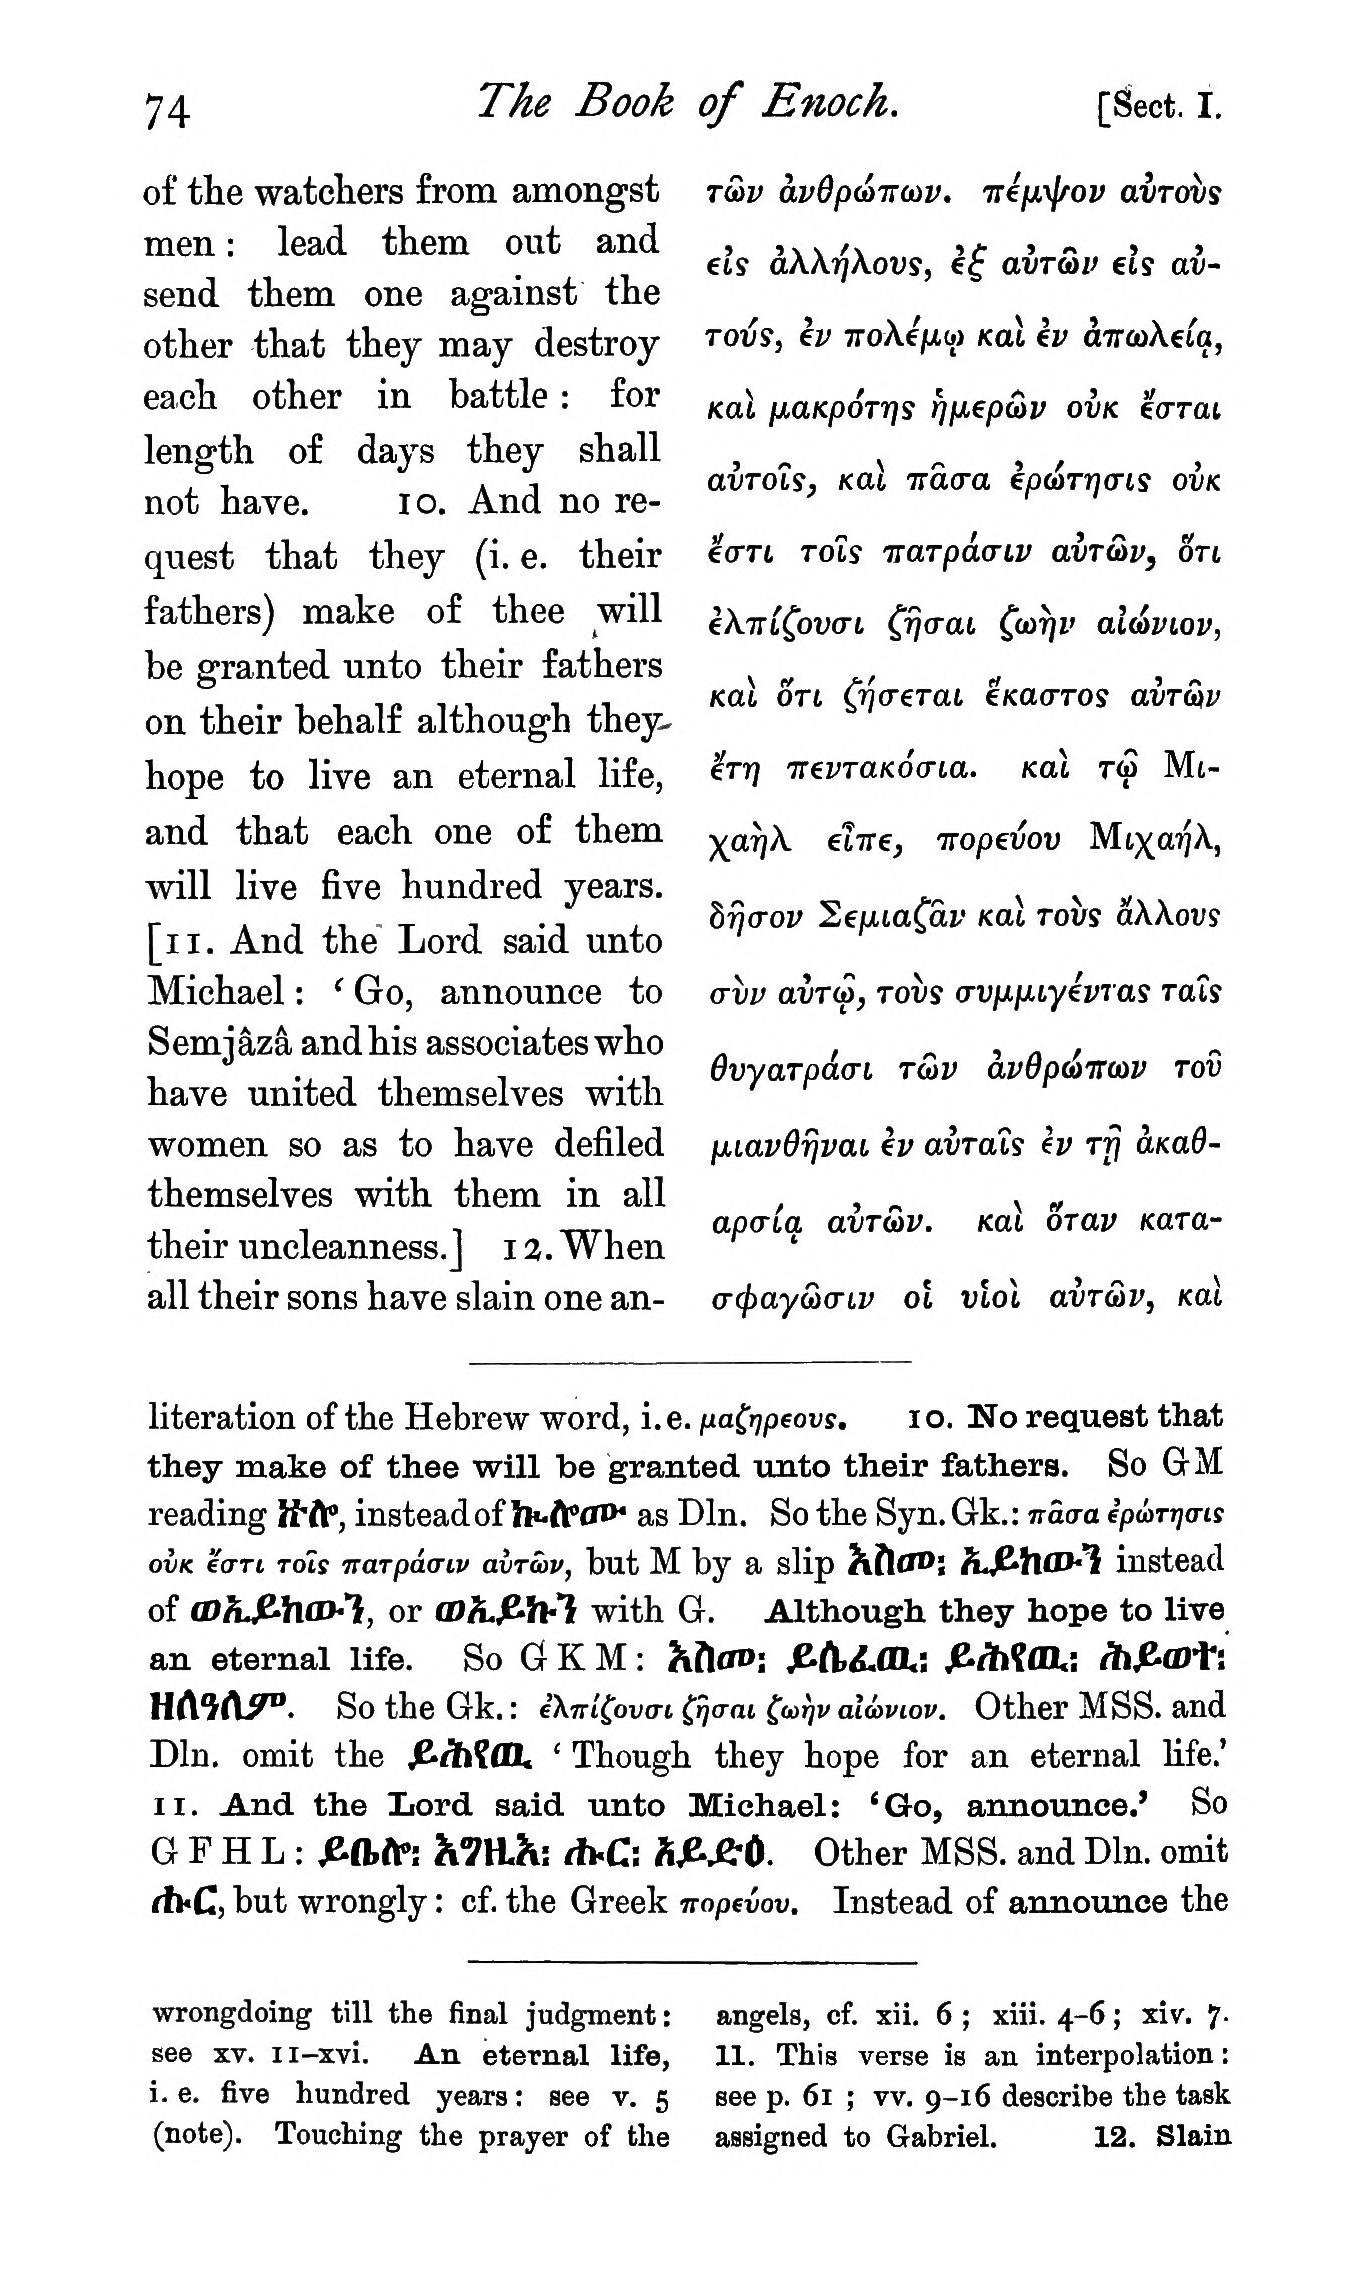 74
The Book of Enoch.
[Sect. I.
of the watchers from amongst
men : lead them out and
send them one against the
other that they may destroy
each other in battle : for
length of days they shall
not have. 10. And no re-
quest that they (i. e. their
fathers) make of thee will
be granted unto their fathers
on their behalf although they
hope to live an eternal life,
and that each one of them
will live five hundred years.
[11. And the Lord said unto
Michael : ‘ Go, announce to
Semjâzâ and his associates who
have united themselves with
women so as to have defiled
themselves with them in all
their uncleanness.] 12. When
all their sons have slain one an-
τῶν ἀνθρώπων. πέμψον αὐτοὺς
εἰς ἀλλήλους, ἐξ αὐτῶν εἰς αὐ-
τούς, ἐν πολέμῳ καὶ ἐν ἀπωλείᾳ,
καὶ μακρότης ἡμερῶν οὐκ ἔσται
αὐτοῖς, καὶ πᾶσα ἐρώτησις οὐκ
ἔστι τοῖς πατράσιν αὐτῶν, ὅτι
ἐλπίζουσι ζῆσαι ζωὴν αἰώνιον,
καὶ ὅτι ζήσεται ἕκαστος αὐτῶν
ἔτη πεντακόσια. καὶ τῷ Μι-
χαὴλ εἶπε, πορεύου Μιχαήλ,
δῆσον Σεμιαζᾶν καὶ τοὺς ἄλλους
σὺν αὐτῷ, τοὺς συμμιγέντας ταῖς
θυγατράσι τῶν ἀνθρώπων τοῦ
μιανθῆναι ἐν αὐταῖς ἐν τῇ ἀκαθ-
αρσίᾳ αὐτῶν. καὶ ὅταν κατα-
σφαγῶσιν οἱ υἱοὶ αὐτῶν, καὶ
literation of the Hebrew word, i. e. μαζηρεους. 10. No request that
they make of thee will be granted unto their fathers. So G M
reading ኵሎ, instead of ኵሎሙ as Dln. So the Syn. Gk.: πᾶσα ἐρώτησις
οὐκ ἔστι τοῖς πατράσιν αὐτῶν, but M by a slip እስመ፡ ኢይከውን instead
of ወኢይከውን, or ወኢይኩን with G. Although they hope to live
an eternal life. So G K M : እስመ፡ ይሴፈዉ፡ ይሕየዉ፡ ሕይወተ፡
ዘለዓለም. So the Gk. : ἐλπίζουσι ζῆσαι ζωὴν αἰώνιον. Other MSS. and
Dln. omit the ይሕየዉ ‘ Though they hope for an eternal life.’
11. And the Lord said unto Michael: ‘Go, announce.’ So
G F H L : ይቤሎ፡ እግዚእ፡ ሑር፡ አይድዕ. Other MSS. and Dln. omit
ሑር, but wrongly : cf. the Greek πορεύου. Instead of announce the
wrongdoing till the final judgment:
see xv. 11–xvi. An eternal life,
i. e. five hundred years: see v. 5
(note). Touching the prayer of the
angels, cf. xii. 6 ; xiii. 4–6 ; xiv. 7.
11. This verse is an interpolation :
see p. 61 ; vv. 9–16 describe the task
assigned to Gabriel. 12. Slain